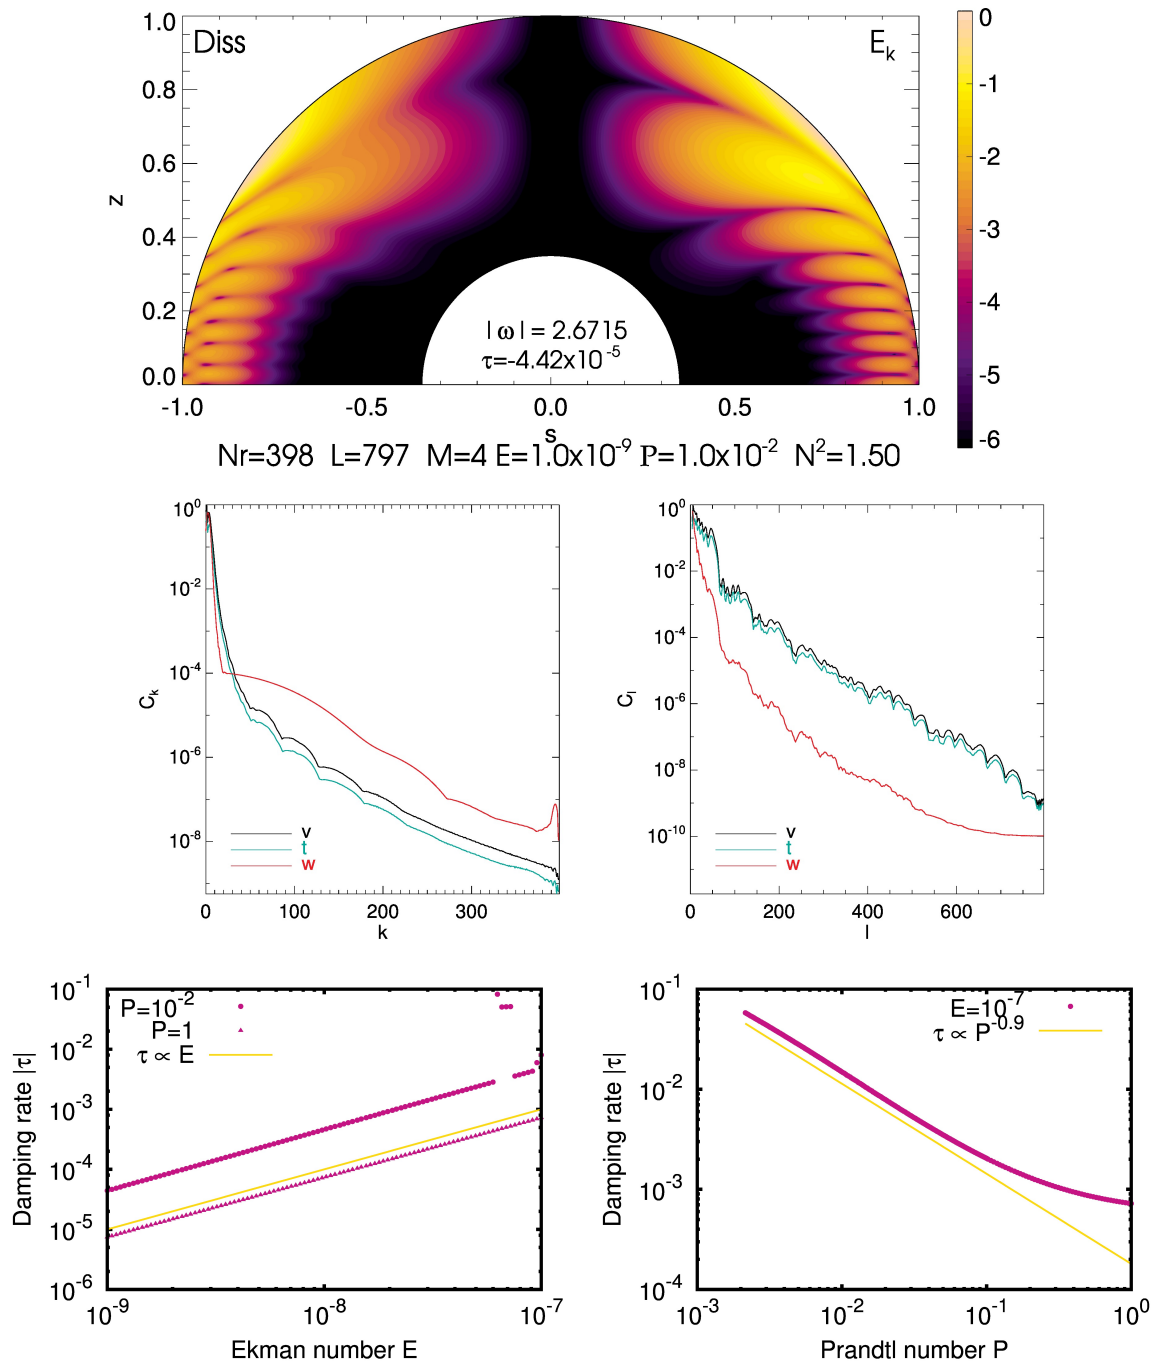 Diss
E_k
1.0
0.8
0.6
0.4
0.2
0.0
z
-1.0
-0.5
0.0
0.5
1.0
s
0
-1
-2
-3
-4
-5
-6
|ω| = 2.6715
τ=-4.42x10^-5
Nr=398 L=797 M=4 E=1.0x10^-9 P=1.0x10^-2 N^2=1.50
10^0
10^-2
10^-4
10^-6
10^-8
C_k
v
t
w
0
100
200
300
k
10^0
10^-2
10^-4
10^-6
10^-8
10^-10
C_l
v
t
w
0
200
400
600
l
10^-1
10^-2
10^-3
10^-4
10^-5
10^-6
Damping rate |τ|
P=10^-2
P=1
τ ∝ E
10^-9
10^-8
10^-7
Ekman number E
10^-1
10^-2
10^-3
10^-4
Damping rate |τ|
E=10^-7
τ ∝ P^-0.9
10^-3
10^-2
10^-1
10^0
Prandtl number P